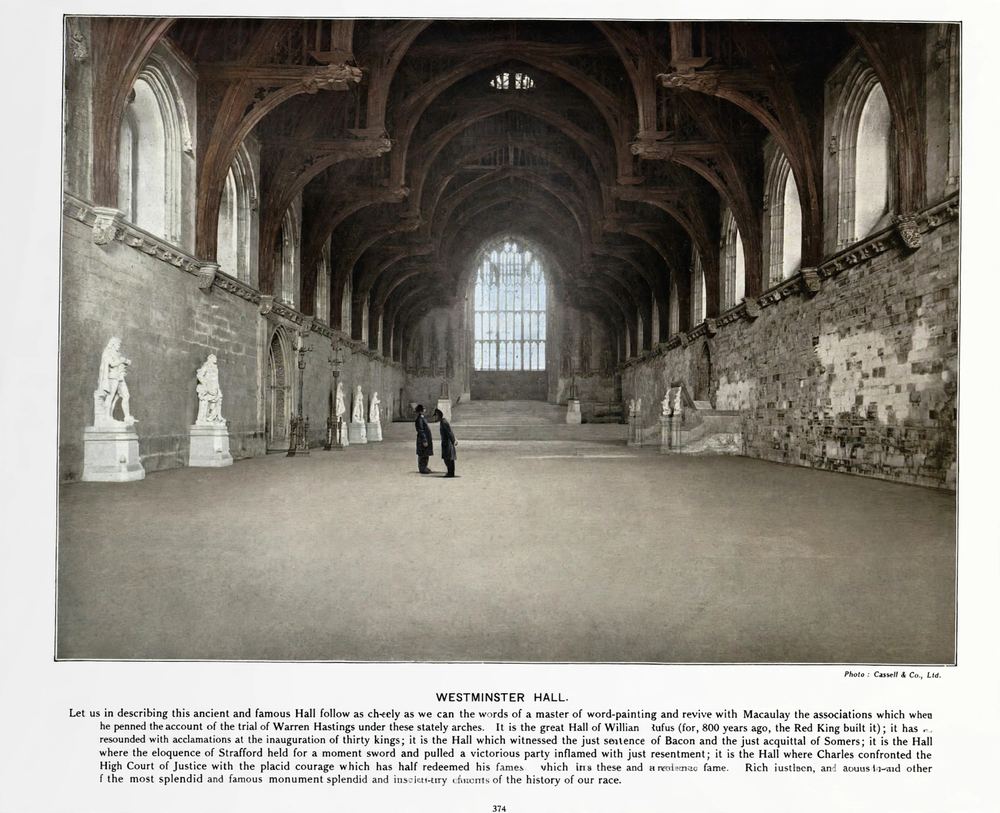 Photo : Cassell & Co., Ltd.
WESTMINSTER HALL.
Let us in describing this ancient and famous Hall follow as as we can the words of a master of word-painting and revive with Macaulay the associations which when
he penned the account of the trial of Warren Hastings under these stately arches. It is the great Hall of (for, 800 years ago, the Red King built it) ; it has
resounded with acclamations at the inauguration of thirty kings; it is the Hall which witnessed the just sentence of Bacon and the just acquittal of Somers; it is the Hall
where the eloquence of Strafford held for a moment sword and pulled a victorious party inflamed with just resentment; it is the Hall where Charles confronted the
High Court of Justice with the placid courage which has half redeemed his fames these and fame. Rich other
f the most splendid and famous monument splendid and of the history of our race.
374